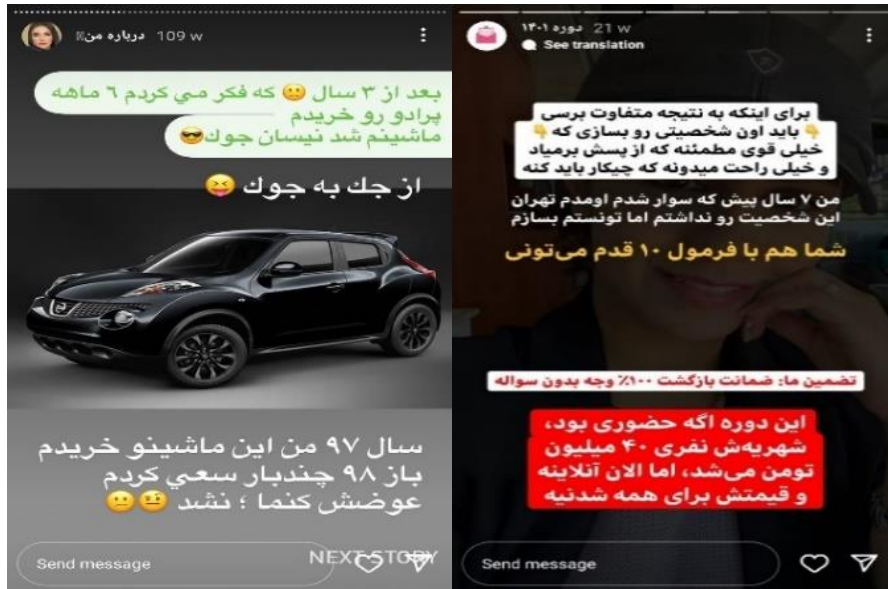 درباره من 109 w
بعد از ۳ سال 🙁 که فکر می کردم ٦ ماهه
پرادو رو خریدم
ماشینم شد نیسان جوك😎
از جك به جوك 😝
سال ۹۷ من این ماشینو خریدم
باز ۹۸ چندبار سعی کردم
عوضش کنما ؛ نشد 🤨😕
Send message
NEXT STORY
دوره ۱۴۰۱ 21 w
See translation
برای اینکه به نتیجه متفاوت برسی
👇 باید اون شخصیتی رو بسازی که 👇
خیلی قوی مطمئنه که از پسش برمیاد
و خیلی راحت میدونه که چیکار باید کنه
من ۷ سال پیش که سوار شدم اومدم تهران
این شخصیت رو نداشتم اما تونستم بسازم
شما هم با فرمول ۱۰ قدم می‌تونی
تضمین ما: ضمانت بازگشت ۱۰۰٪ وجه بدون سواله
این دوره اگه حضوری بود،
شهریه‌ش نفری ۴۰ میلیون
تومن می‌شد، اما الان آنلاینه
و قیمتش برای همه شدنیه
Send message